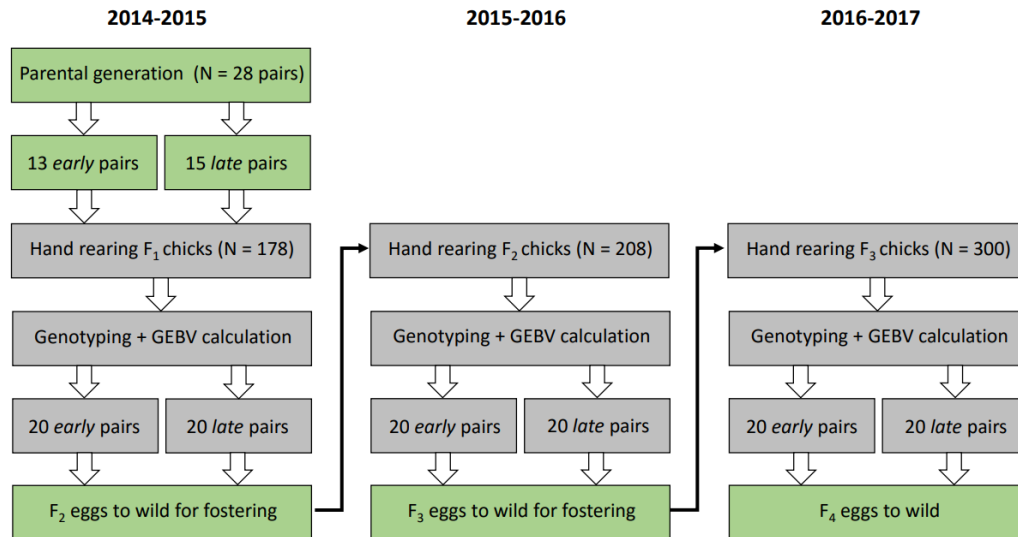 2014-2015
2015-2016
2016-2017
Parental generation (N = 28 pairs)
13 early pairs
15 late pairs
Hand rearing F₁ chicks (N = 178)
Hand rearing F₂ chicks (N = 208)
Hand rearing F₃ chicks (N = 300)
Genotyping + GEBV calculation
Genotyping + GEBV calculation
Genotyping + GEBV calculation
20 early pairs
20 late pairs
20 early pairs
20 late pairs
20 early pairs
20 late pairs
F₂ eggs to wild for fostering
F₃ eggs to wild for fostering
F₄ eggs to wild